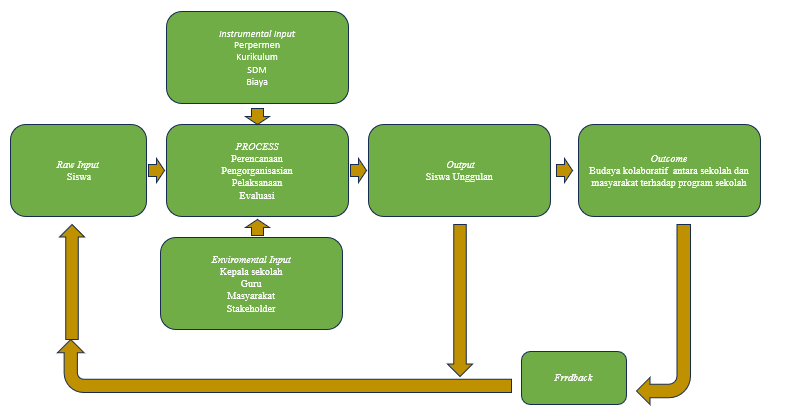 Instrumental Input
Perpermen
Kurikulum
SDM
Biaya
Raw Input
Siswa
PROCESS
Perencanaan
Pengorganisasian
Pelaksanaan
Evaluasi
Output
Siswa Unggulan
Outcome
Budaya kolaboratif antara sekolah dan
masyarakat terhadap program sekolah
Enviromental Input
Kepala sekolah
Guru
Masyarakat
Stakeholder
Frrdback